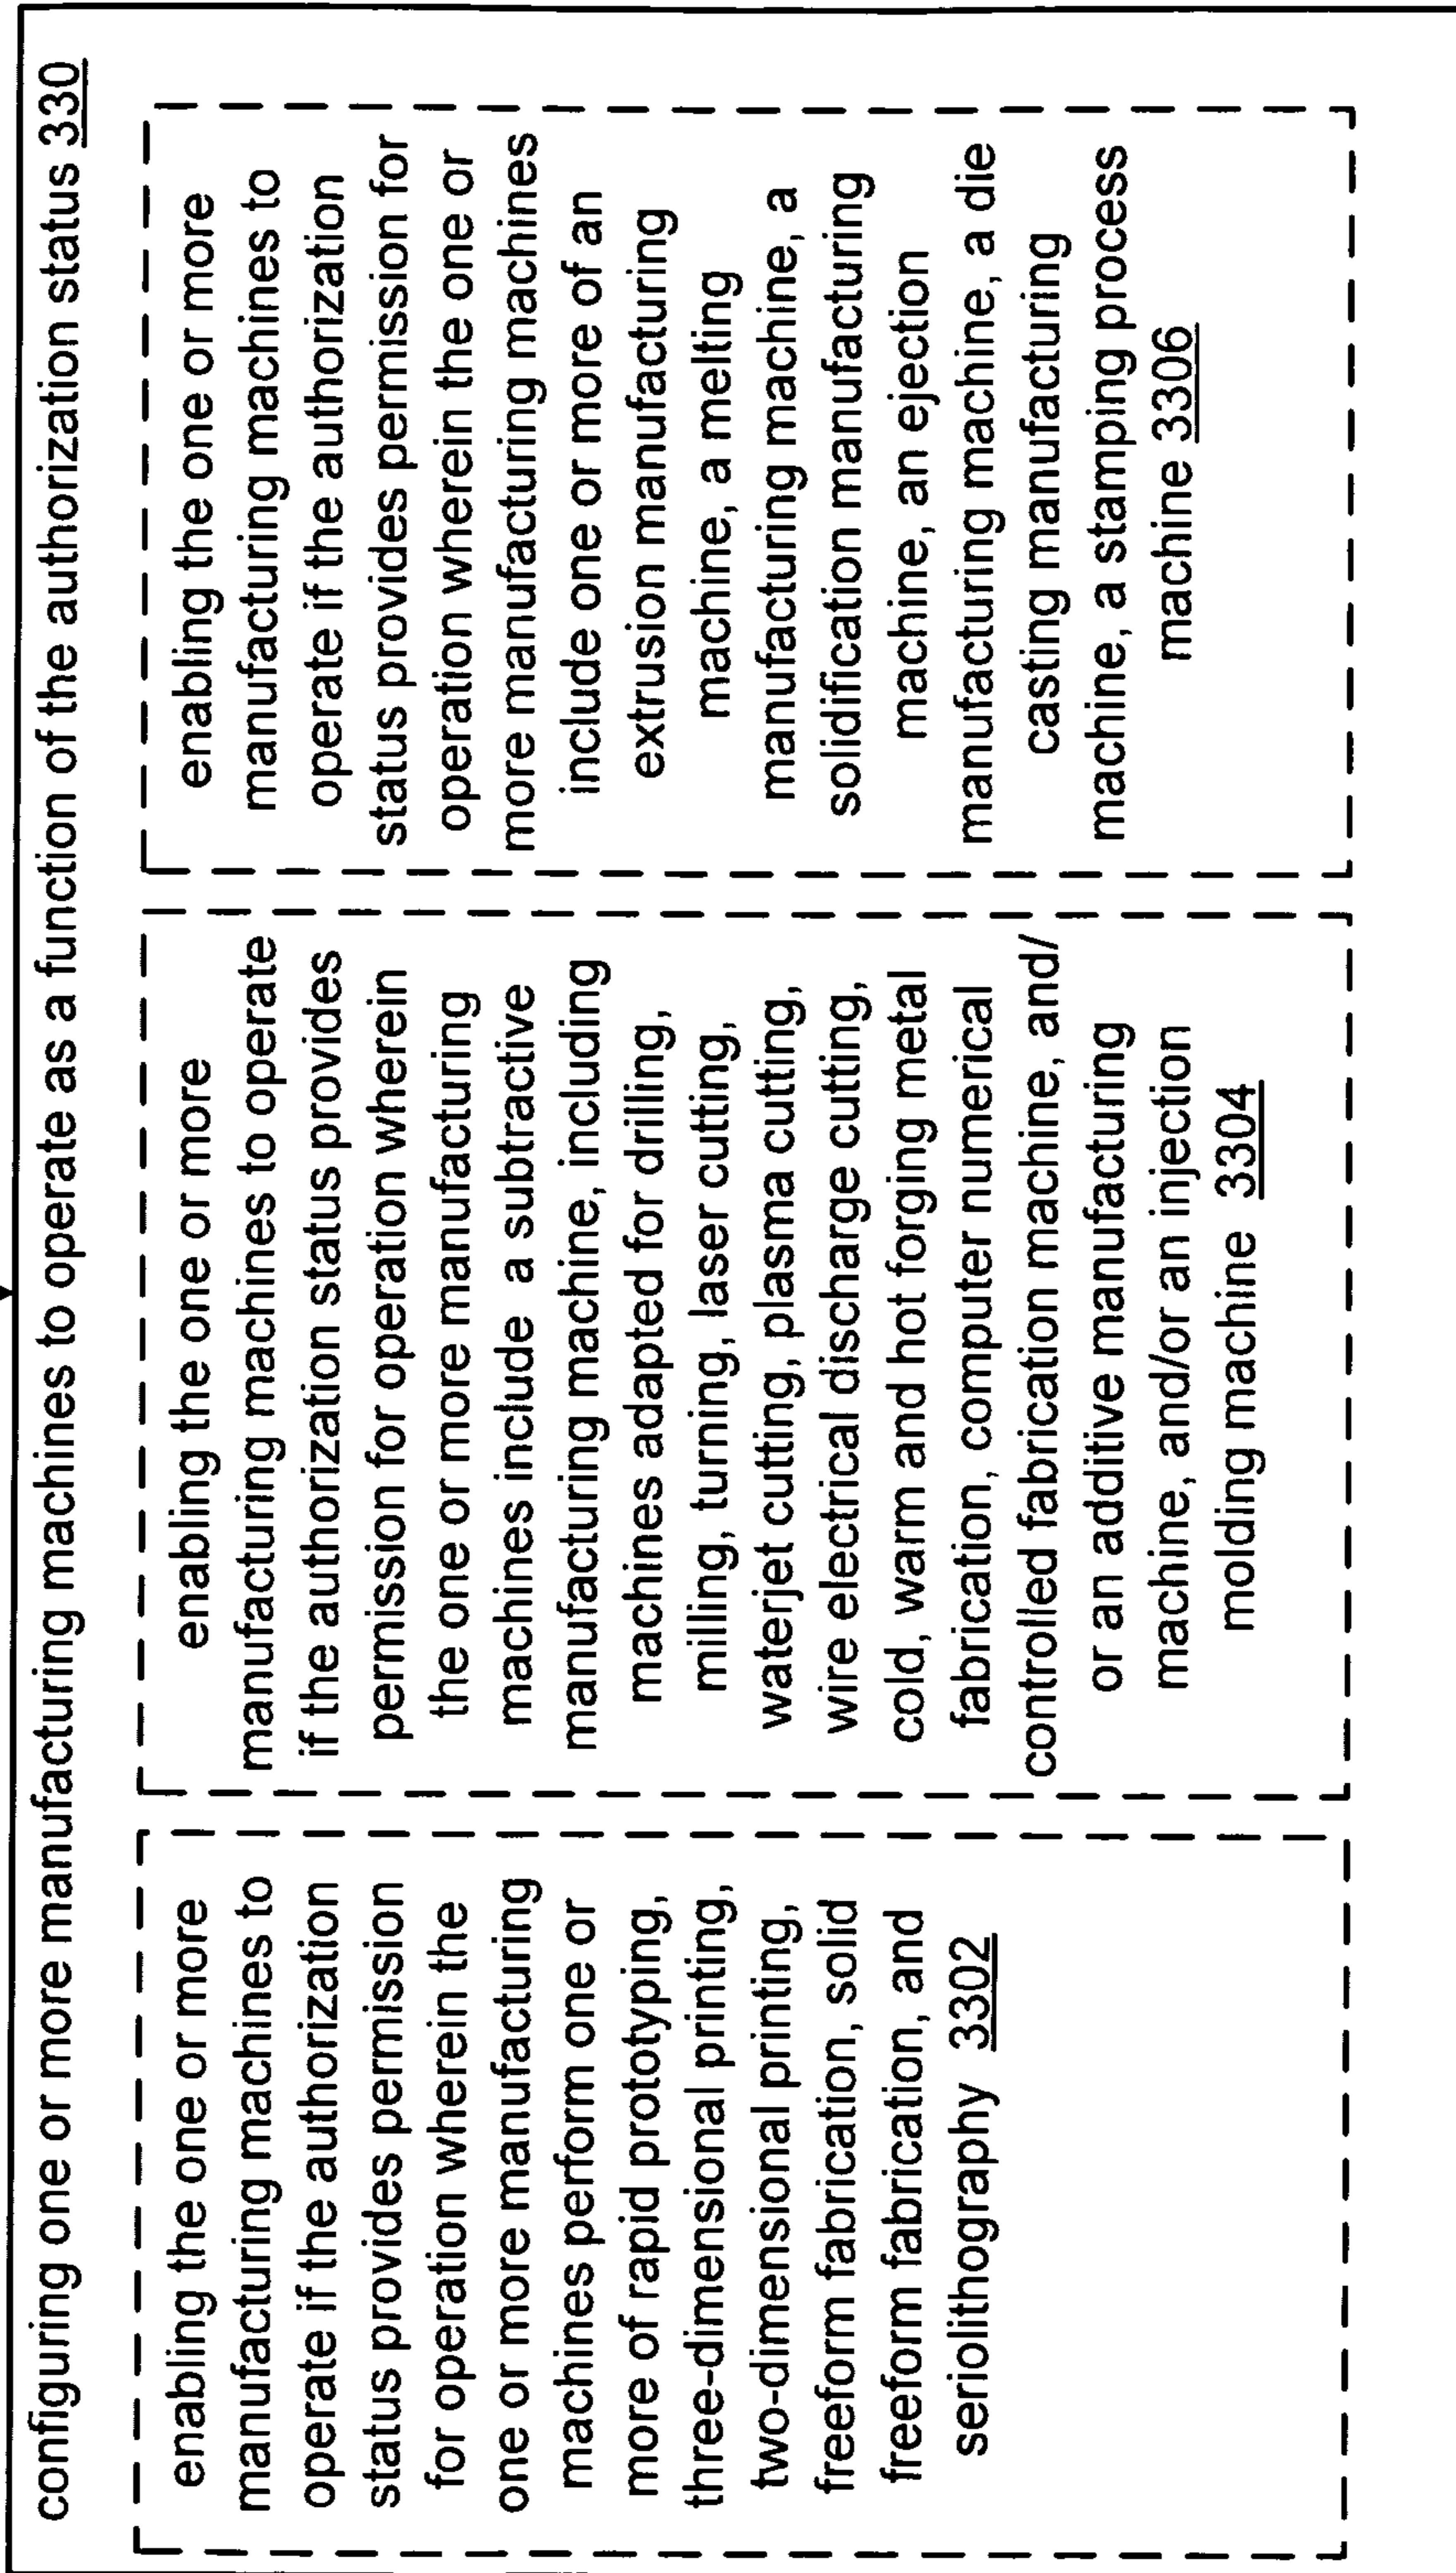 configuring one or more manufacturing machines to operate as a function of the authorization status 330
enabling the one or more
manufacturing machines to
operate if the authorization
status provides permission
for operation wherein the
one or more manufacturing
machines perform one or
more of rapid prototyping,
three-dimensional printing,
two-dimensional printing,
freeform fabrication, solid
freeform fabrication, and
seriolithography 3302
enabling the one or more
manufacturing machines to operate
if the authorization status provides
permission for operation wherein
the one or more manufacturing
machines include a subtractive
manufacturing machine, including
machines adapted for drilling,
milling, turning, laser cutting,
waterjet cutting, plasma cutting,
wire electrical discharge cutting,
cold, warm and hot forging metal
fabrication, computer numerical
controlled fabrication machine, and/
or an additive manufacturing
machine, and/or an injection
molding machine 3304
enabling the one or more
manufacturing machines to
operate if the authorization
status provides permission for
operation wherein the one or
more manufacturing machines
include one or more of an
extrusion manufacturing
machine, a melting
manufacturing machine, a
solidification manufacturing
machine, an ejection
manufacturing machine, a die
casting manufacturing
machine, a stamping process
machine 3306